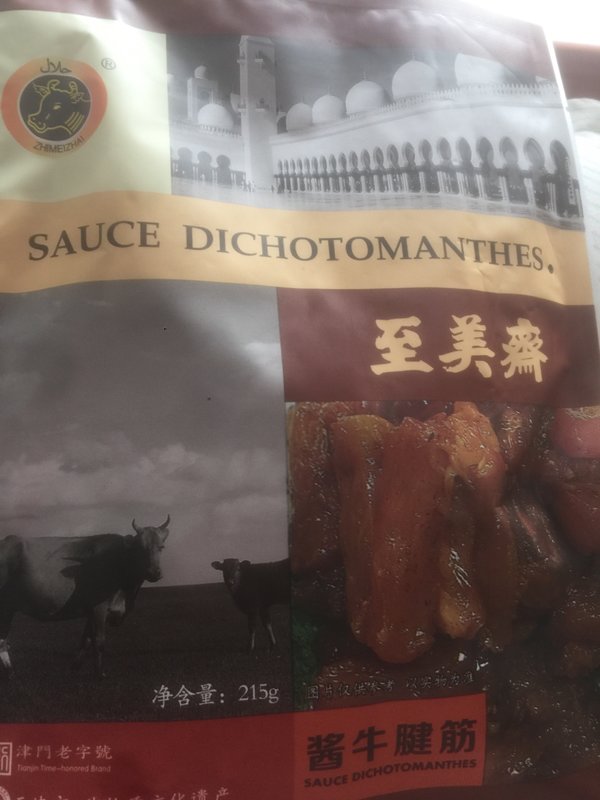 حلال
®
ZHIMEIZHAI
SAUCE DICHOTOMANTHES.
至美齋
净含量：215g
图片仅供参考 以实物为准
津門老字號
Tianjin Time-honored Brand
酱牛腱筋
SAUCE DICHOTOMANTHES